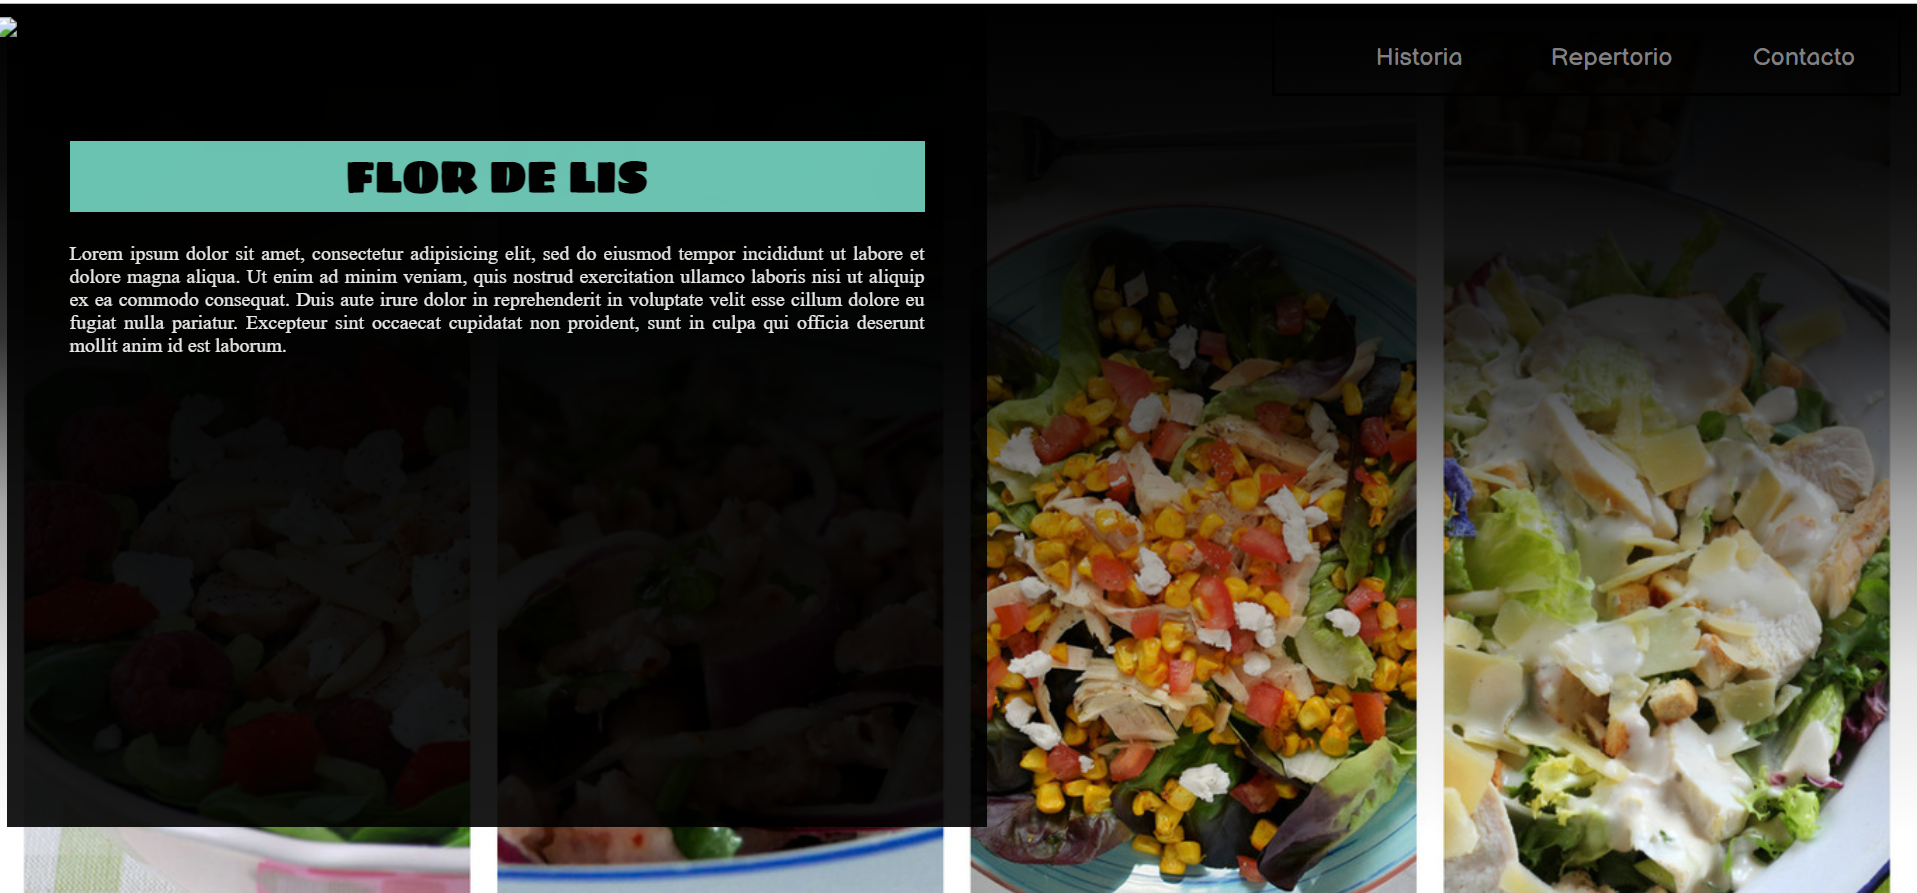 Historia Repertorio Contacto
FLOR DE LIS
Lorem ipsum dolor sit amet, consectetur adipisicing elit, sed do eiusmod tempor incididunt ut labore et
dolore magna aliqua. Ut enim ad minim veniam, quis nostrud exercitation ullamco laboris nisi ut aliquip
ex ea commodo consequat. Duis aute irure dolor in reprehenderit in voluptate velit esse cillum dolore eu
fugiat nulla pariatur. Excepteur sint occaecat cupidatat non proident, sunt in culpa qui officia deserunt
mollit anim id est laborum.